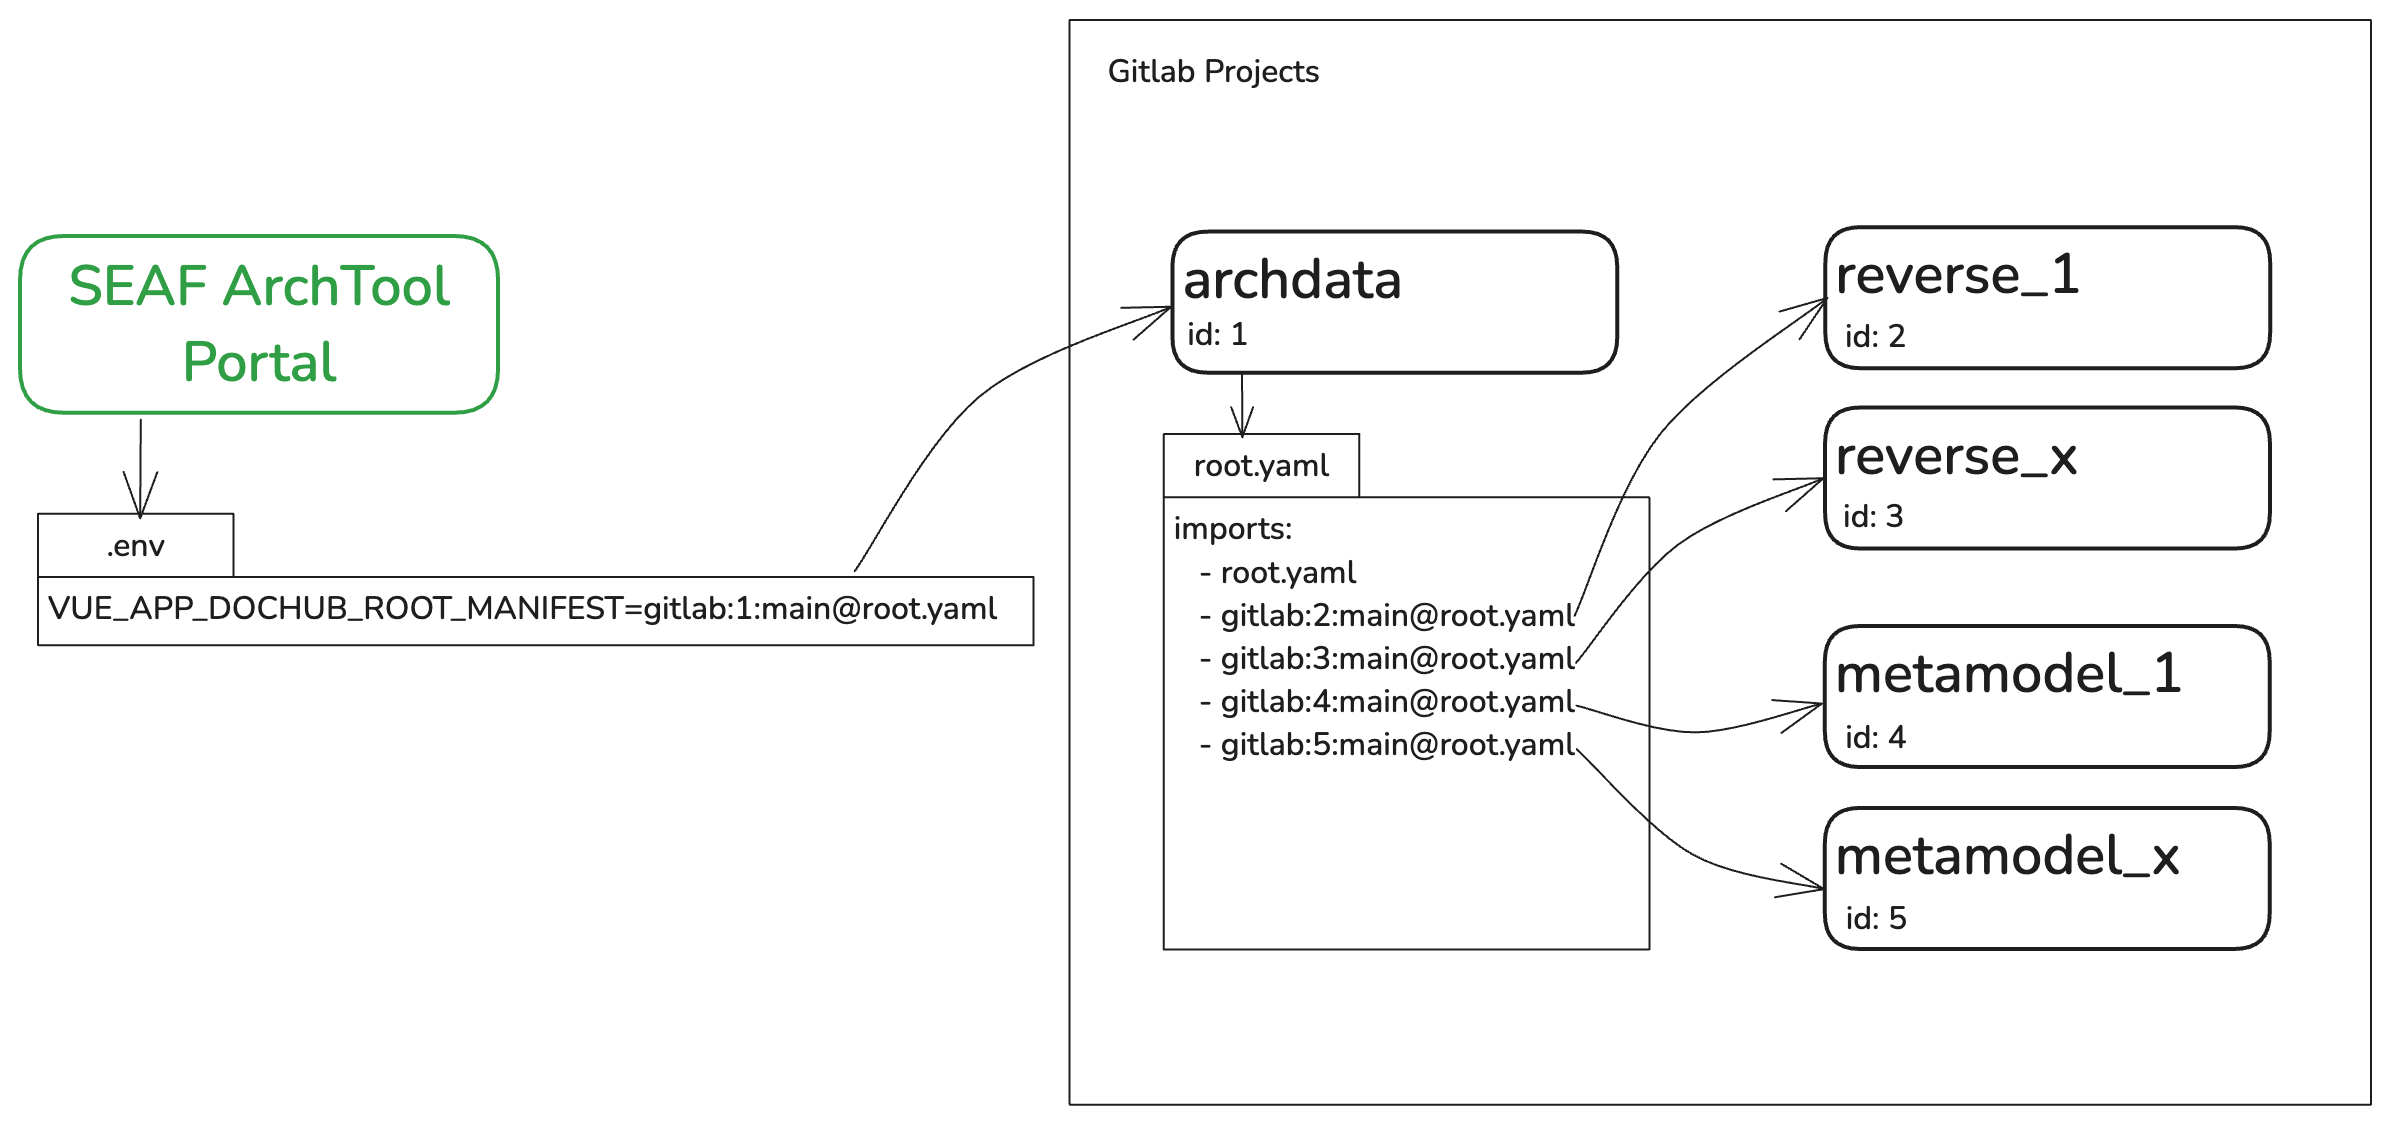 Gitlab Projects
SEAF ArchTool
Portal
.env
VUE_APP_DOCHUB_ROOT_MANIFEST=gitlab:1:main@root.yaml
archdata
id: 1
root.yaml
imports:
- root.yaml
- gitlab:2:main@root.yaml
- gitlab:3:main@root.yaml
- gitlab:4:main@root.yaml
- gitlab:5:main@root.yaml
reverse_1
id: 2
reverse_x
id: 3
metamodel_1
id: 4
metamodel_x
id: 5